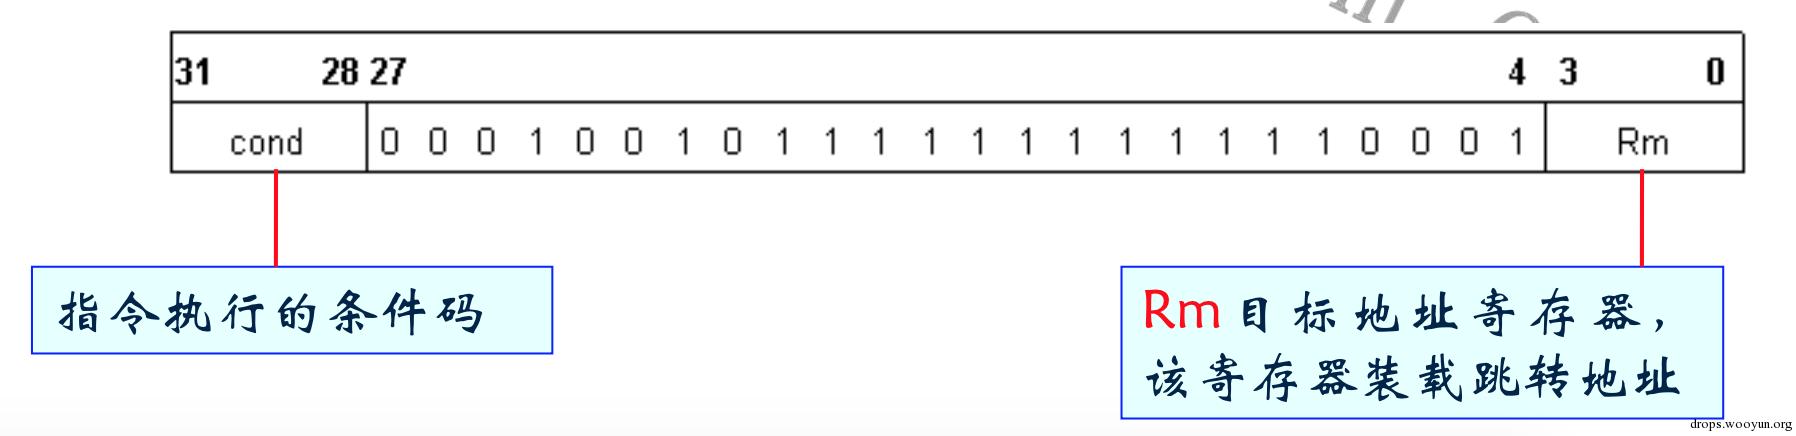 31 28 27 4 3 0
cond 0 0 0 1 0 0 1 0 1 1 1 1 1 1 1 1 1 1 1 1 0 0 0 1 Rm
指令执行的条件码
Rm目标地址寄存器，
该寄存器装载跳转地址
drops.wooyun.org